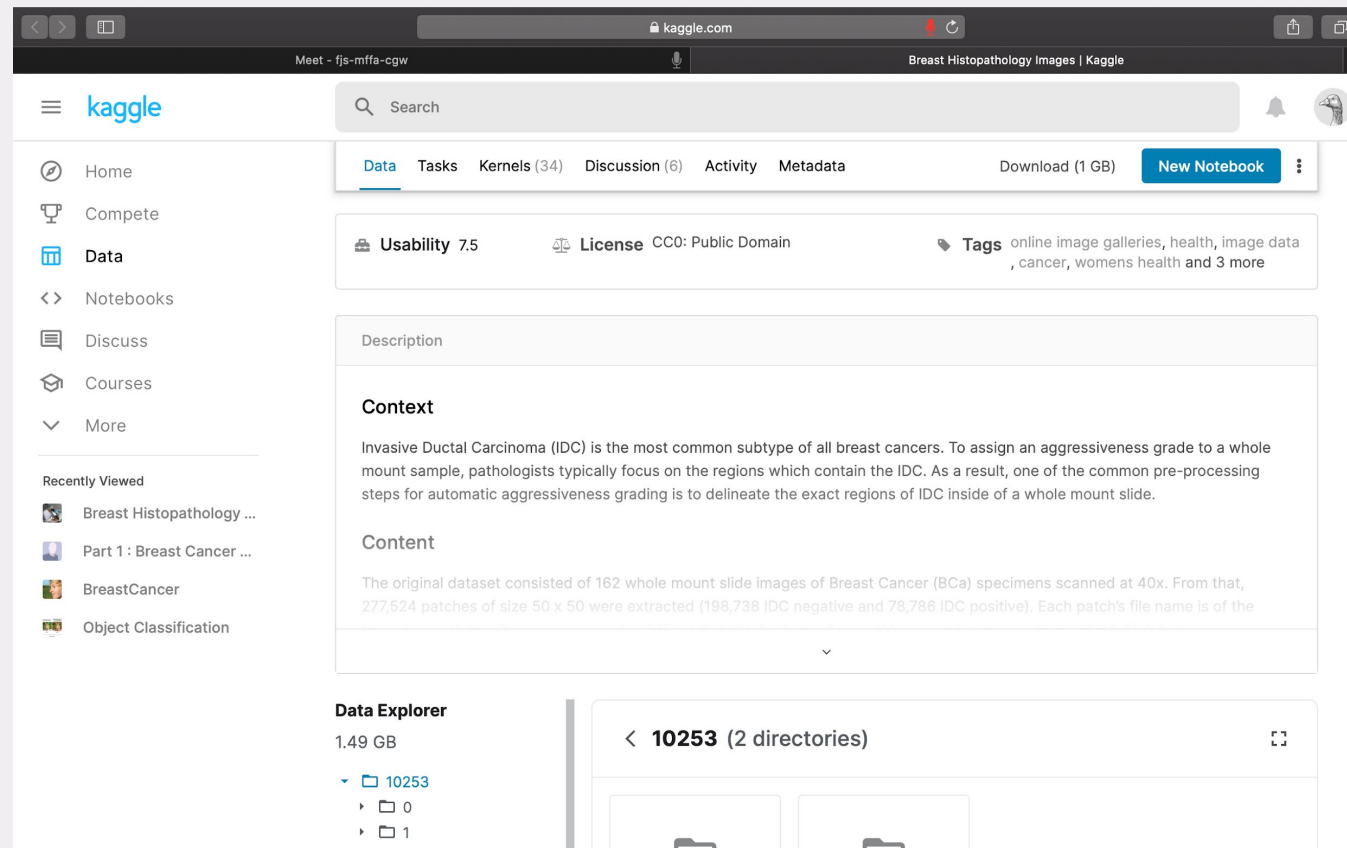 kaggle.com
Meet - fjs-mffa-cgw
Breast Histopathology Images | Kaggle
kaggle
Search
Home
Compete
Data
Notebooks
Discuss
Courses
More
Recently Viewed
Breast Histopathology ...
Part 1 : Breast Cancer ...
BreastCancer
Object Classification
Data Tasks Kernels (34) Discussion (6) Activity Metadata Download (1 GB) New Notebook
Usability 7.5 License CC0: Public Domain Tags online image galleries, health, image data
, cancer, womens health and 3 more
Description
Context
Invasive Ductal Carcinoma (IDC) is the most common subtype of all breast cancers. To assign an aggressiveness grade to a whole
mount sample, pathologists typically focus on the regions which contain the IDC. As a result, one of the common pre-processing
steps for automatic aggressiveness grading is to delineate the exact regions of IDC inside of a whole mount slide.
Content
The original dataset consisted of 162 whole mount slide images of Breast Cancer (BCa) specimens scanned at 40x. From that,
277,524 patches of size 50 x 50 were extracted (198,738 IDC negative and 78,786 IDC positive). Each patch's file name is of the
Data Explorer
1.49 GB
10253
0
1
10253 (2 directories)